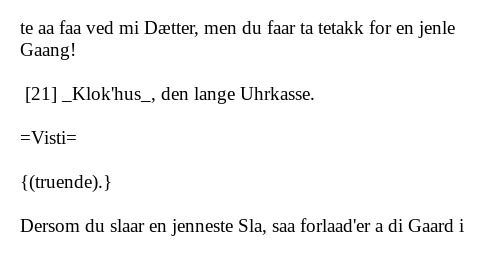 te aa faa ved mi Dætter, men du faar ta tetakk for en jenle
Gaang!
[21] _Klok'hus_, den lange Uhrkasse.
=Visti=
{(truende).}
Dersom du slaar en jenneste Sla, saa forlaad'er a di Gaard i